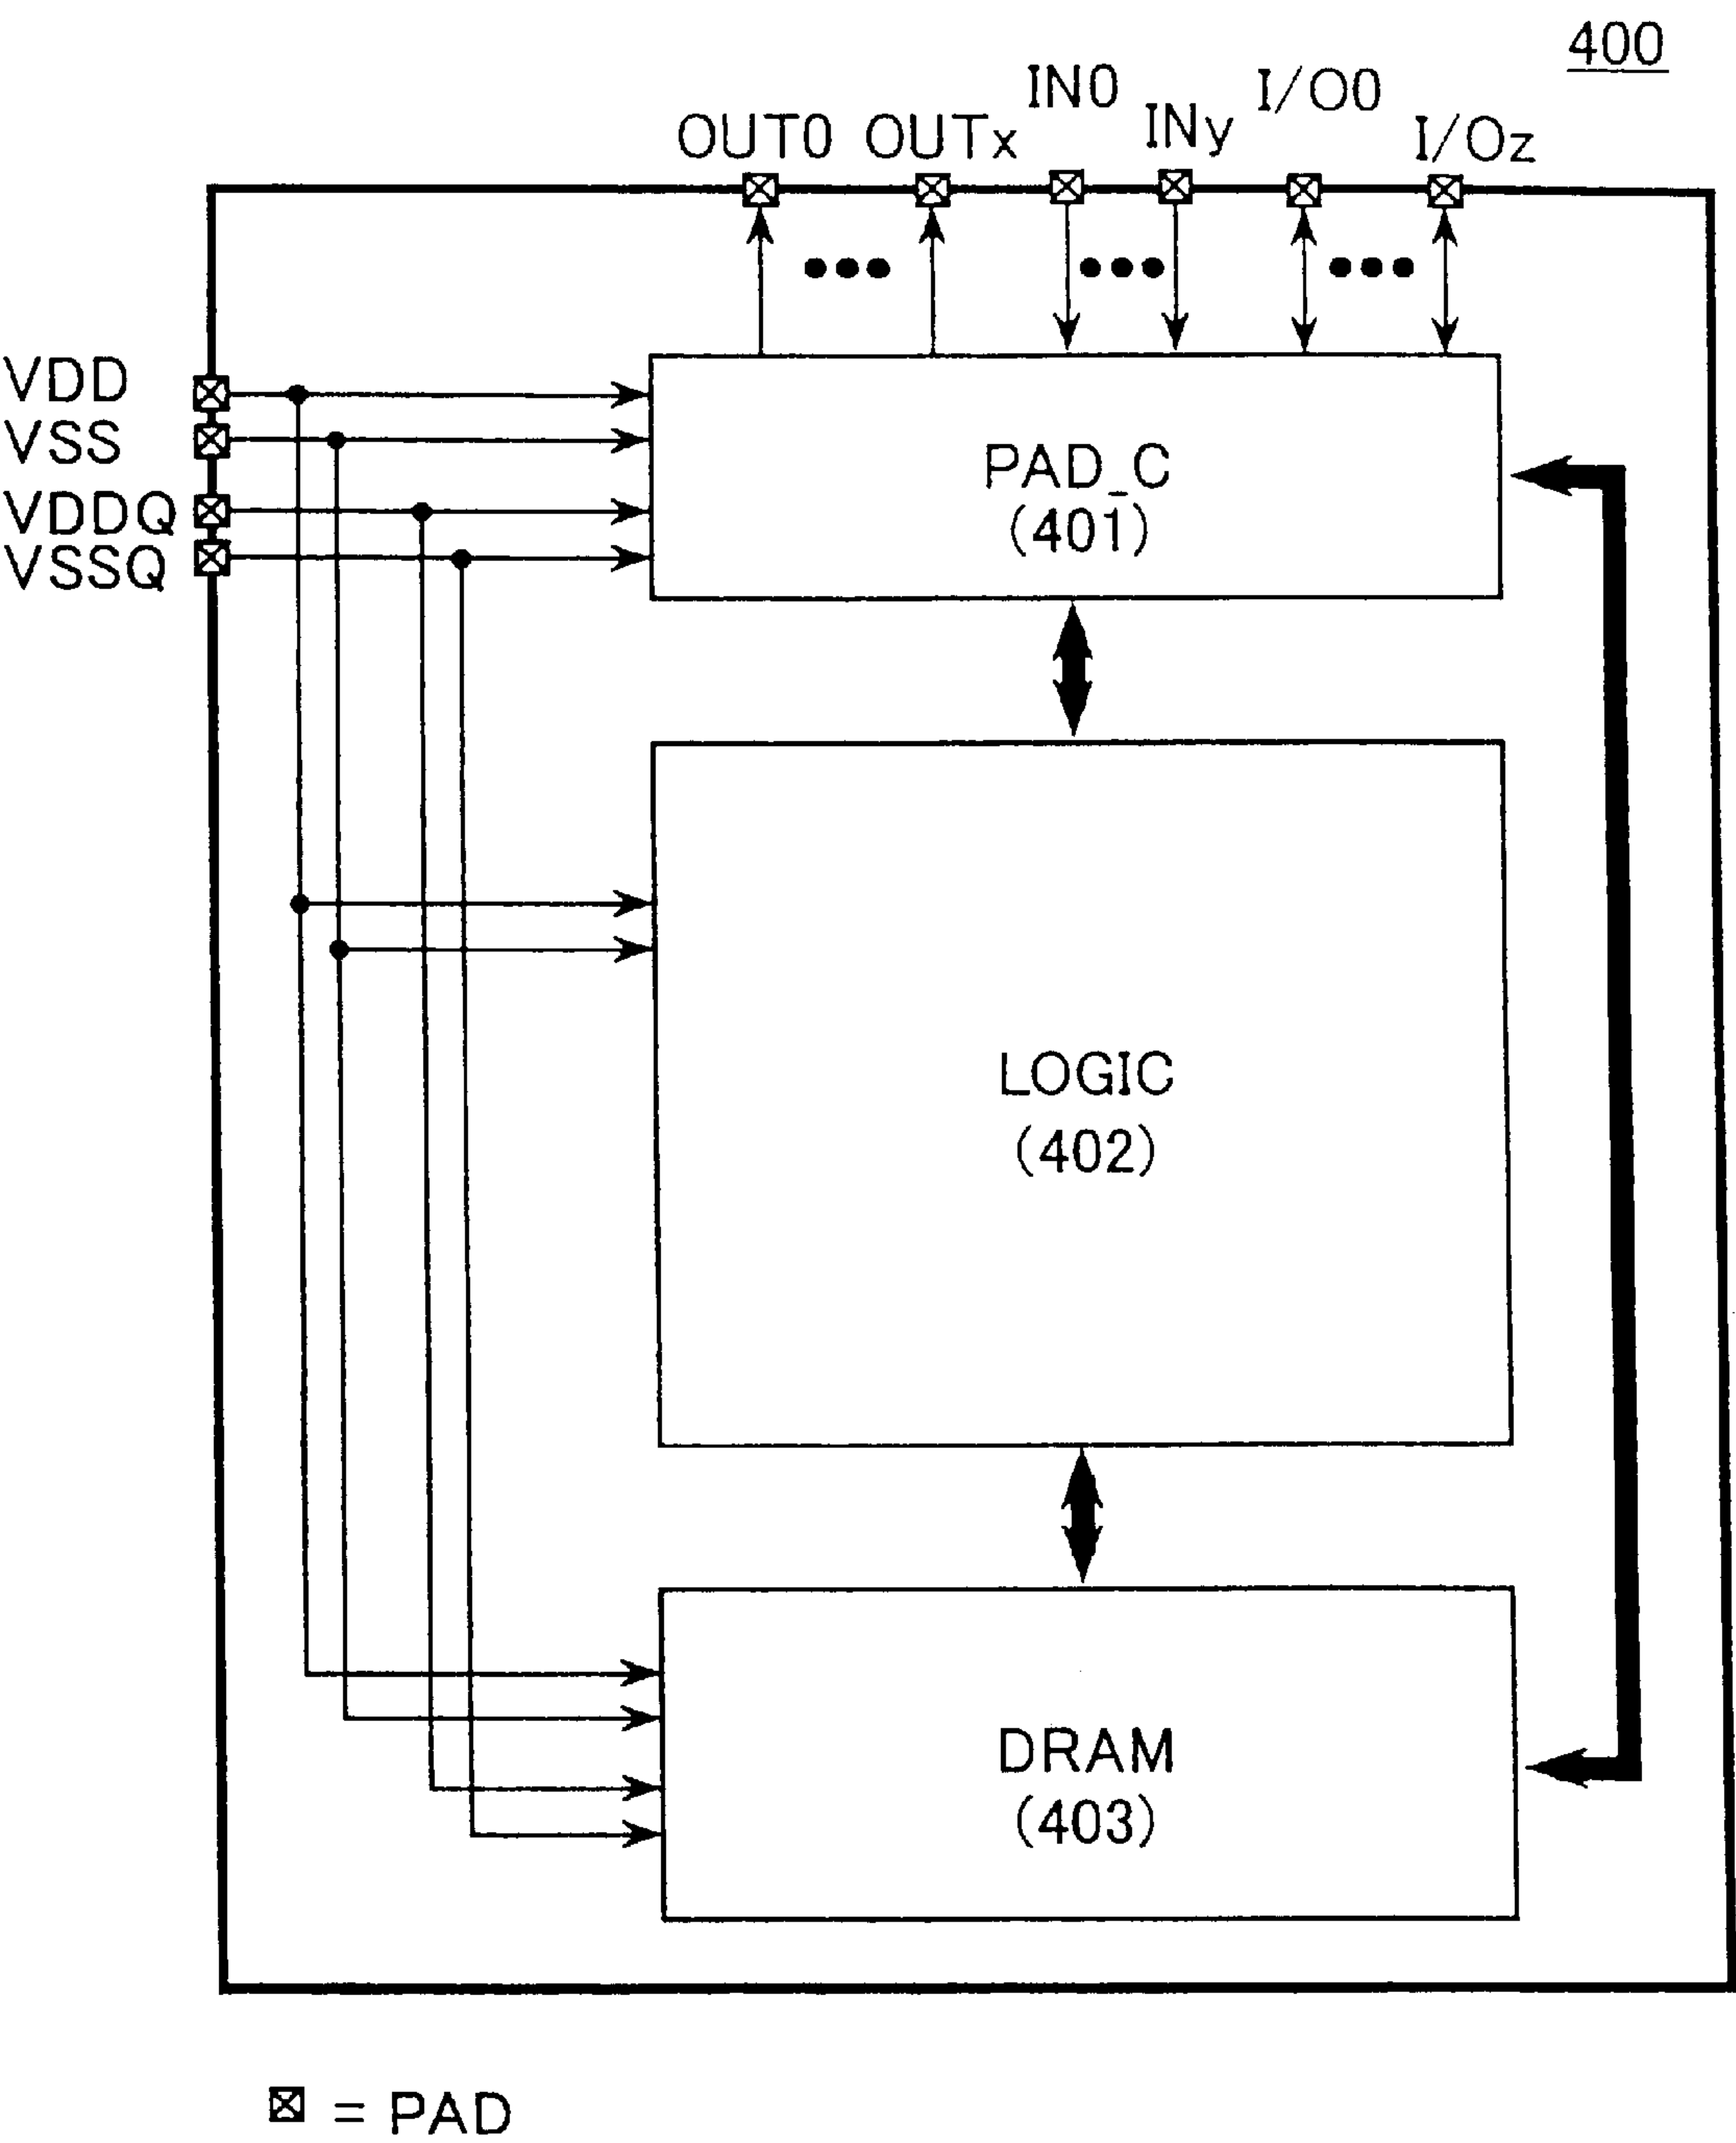 400
OUT0 OUTx IN0 INy I/O0 I/Oz
VDD
VSS
VDDQ
VSSQ
PAD_C
(401)
LOGIC
(402)
DRAM
(403)
= PAD